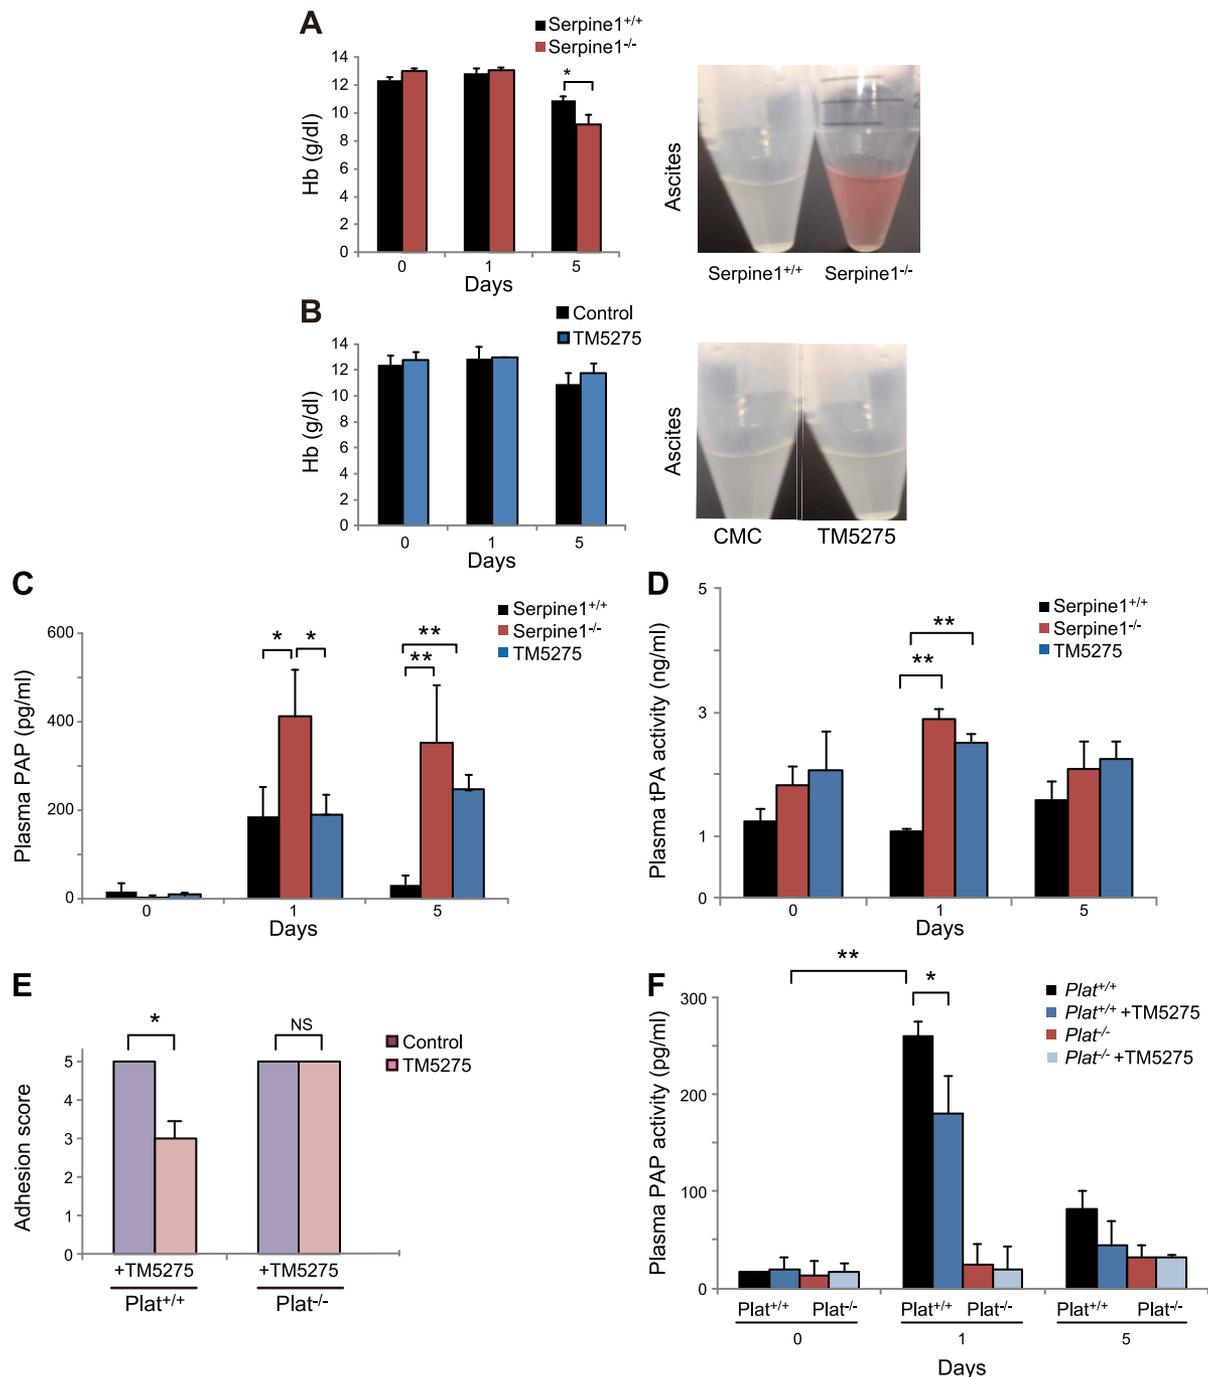 A
Serpine1+/+
Serpine1-/-
14
12
10
8
6
4
2
0
Hb (g/dl)
*
0 1 5
Days
Ascites
Serpine1+/+ Serpine1-/-
B
Control
TM5275
14
12
10
8
6
4
2
0
Hb (g/dl)
0 1 5
Days
Ascites
CMC TM5275
C
Serpine1+/+
Serpine1-/-
TM5275
600
400
200
0
Plasma PAP (pg/ml)
* *
**
**
0 1 5
Days
D
Serpine1+/+
Serpine1-/-
TM5275
5
3
1
0
Plasma tPA activity (ng/ml)
**
**
0 1 5
Days
E
Control
TM5275
5
4
3
2
1
0
Adhesion score
* NS
+TM5275 +TM5275
Plat+/+ Plat-/-
F
Plat+/+
Plat+/+ +TM5275
Plat-/-
Plat-/- +TM5275
300
200
100
0
Plasma PAP activity (pg/ml)
**
*
Plat+/+ Plat-/- Plat+/+ Plat-/- Plat+/+ Plat-/-
0 1 5
Days